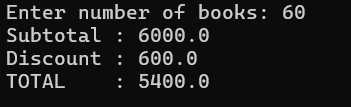 Enter number of books: 60
Subtotal : 6000.0
Discount : 600.0
TOTAL    : 5400.0